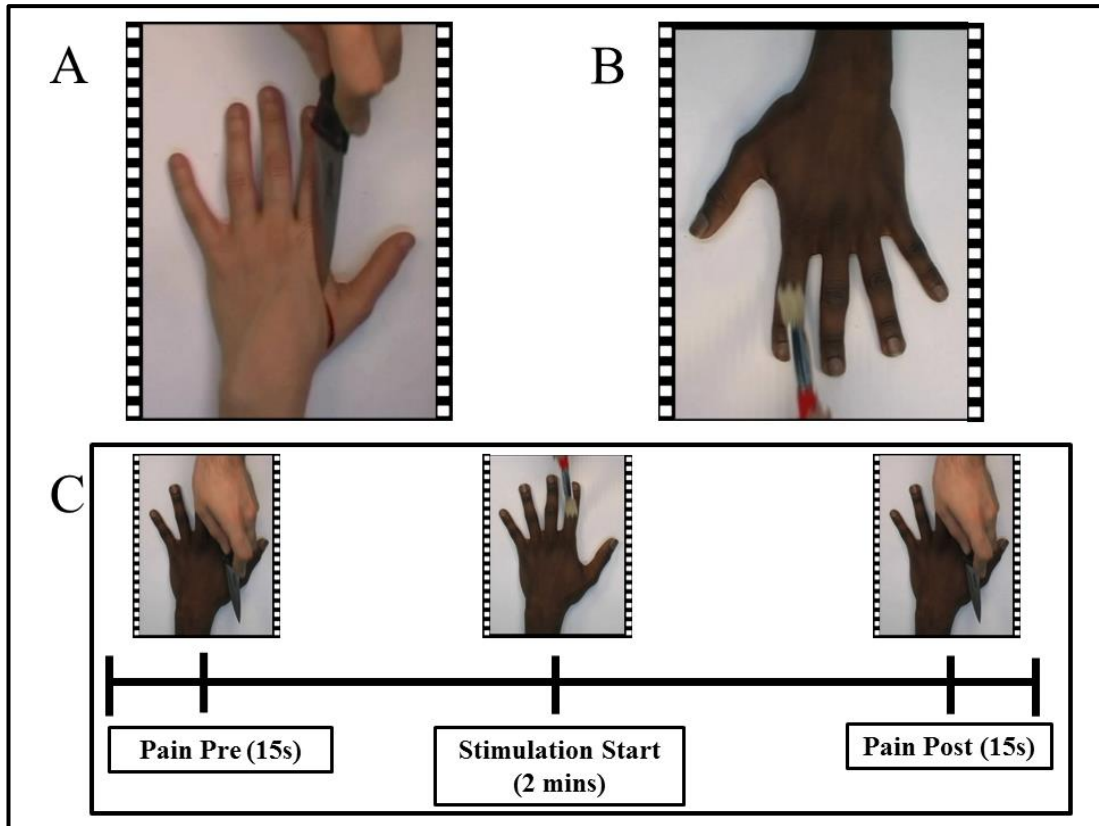 A
B
C
Pain Pre (15s)
Stimulation Start
(2 mins)
Pain Post (15s)